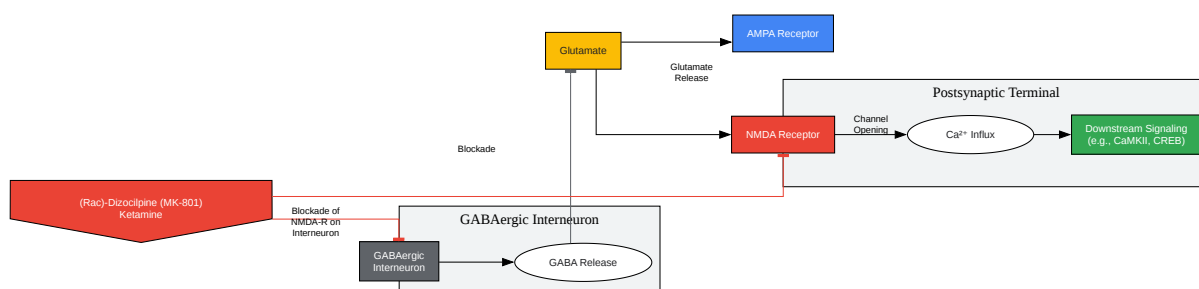 AMPA Receptor
Glutamate
Glutamate
Release
Postsynaptic Terminal
Channel
Opening
NMDA Receptor
Ca²⁺ Influx
Downstream Signaling
(e.g., CaMKII, CREB)
Blockade
(Rac)-Dizocilpine (MK-801)
Ketamine
Blockade of
NMDA-R on
Interneuron
GABAergic Interneuron
GABAergic
Interneuron
GABA Release